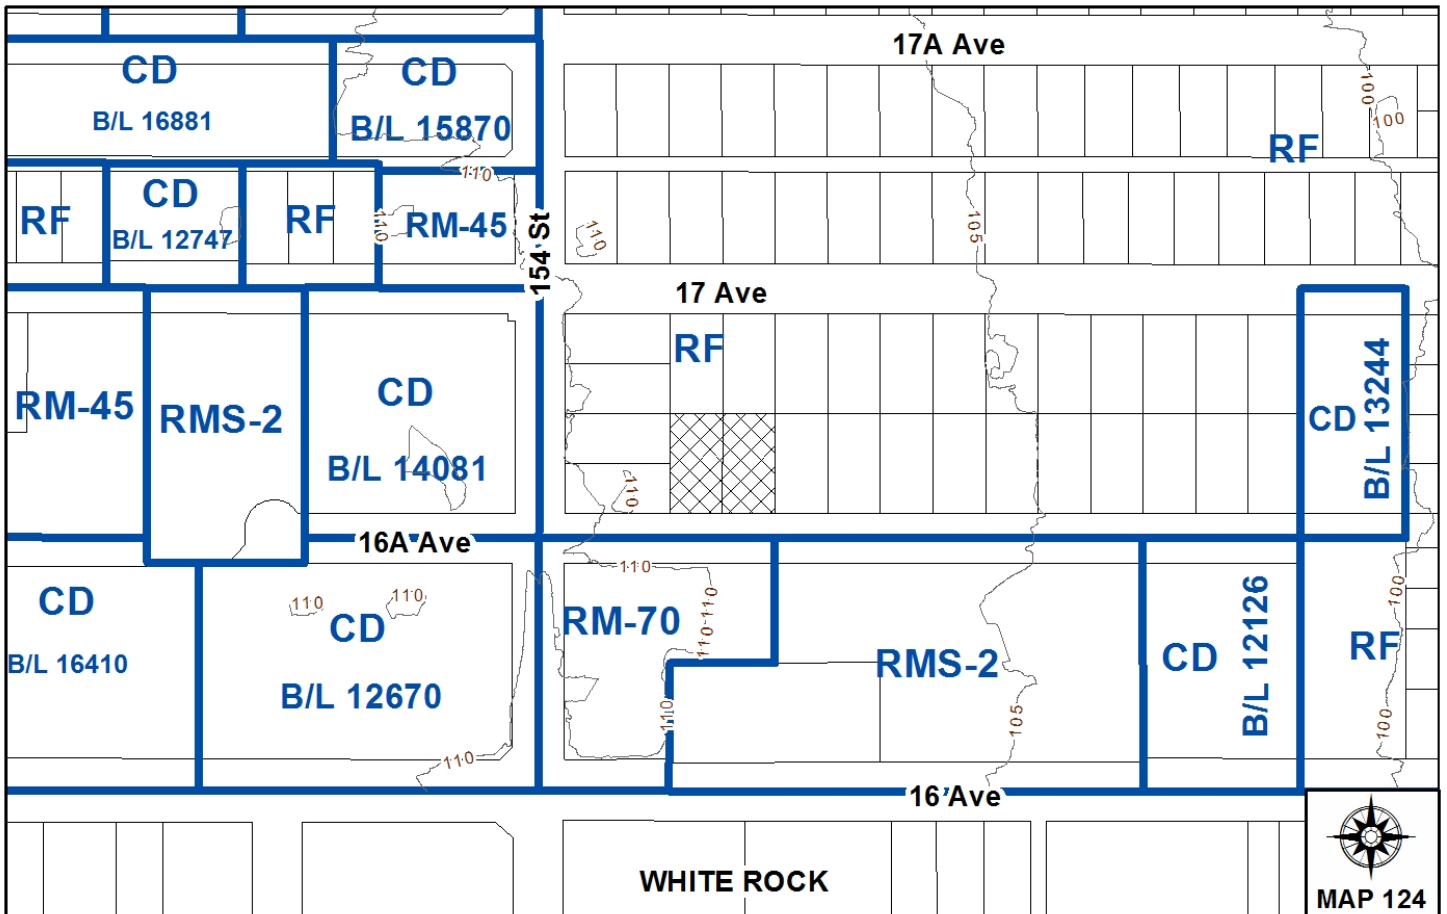 17A Ave
CD
B/L 16881
CD
B/L 15870
100
100
RF
110
RF
CD
B/L 12747
RF
110
RM-45
154 St
110
105
17 Ave
RF
RM-45
RMS-2
CD
B/L 14081
110
CD
B/L 13244
16A Ave
CD
B/L 16410
110
110
CD
B/L 12670
110
110
RM-70
110
110
110
RMS-2
105
CD
B/L 12126
100
RF
100
110
16 Ave
WHITE ROCK
MAP 124